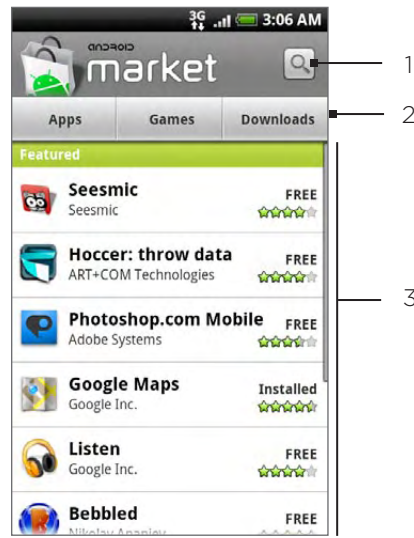 3G 3:06 AM
ANDROID
market
1
Apps Games Downloads
2
Featured
Seesmic
FREE
Seesmic
Hoccer: throw data
FREE
ART+COM Technologies
3
Photoshop.com Mobile
FREE
Adobe Systems
Google Maps
Installed
Google Inc.
Listen
FREE
Google Inc.
Bebbled
FREE
Nikolay Ananiev